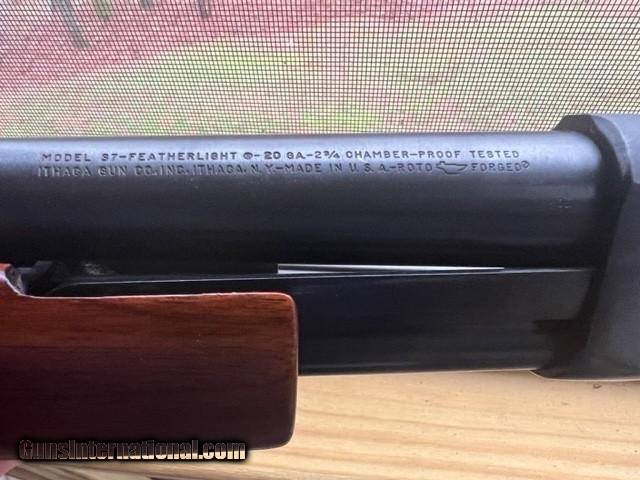 MODEL 37-FEATHERLIGHT ®-20 GA.-2¾ CHAMBER-PROOF TESTED
ITHACA GUN CO. INC. ITHACA, N.Y.-MADE IN U.S.A.-ROTO FORGED®
GunsInternational.com